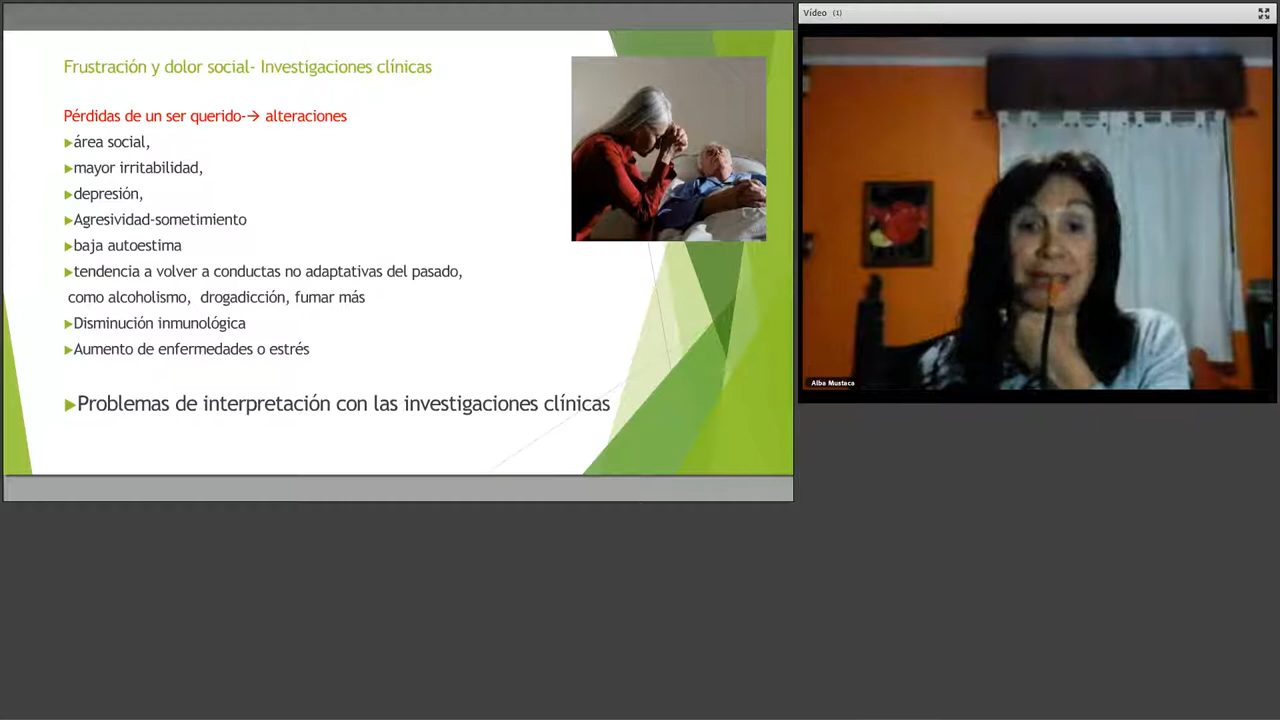 Frustración y dolor social- Investigaciones clínicas
Pérdidas de un ser querido-→ alteraciones
▶área social,
▶mayor irritabilidad,
▶depresión,
▶Agresividad-sometimiento
▶baja autoestima
▶tendencia a volver a conductas no adaptativas del pasado,
como alcoholismo, drogadicción, fumar más
▶Disminución inmunológica
▶Aumento de enfermedades o estrés
▶Problemas de interpretación con las investigaciones clínicas
Vídeo (1)
Alba Mustaca